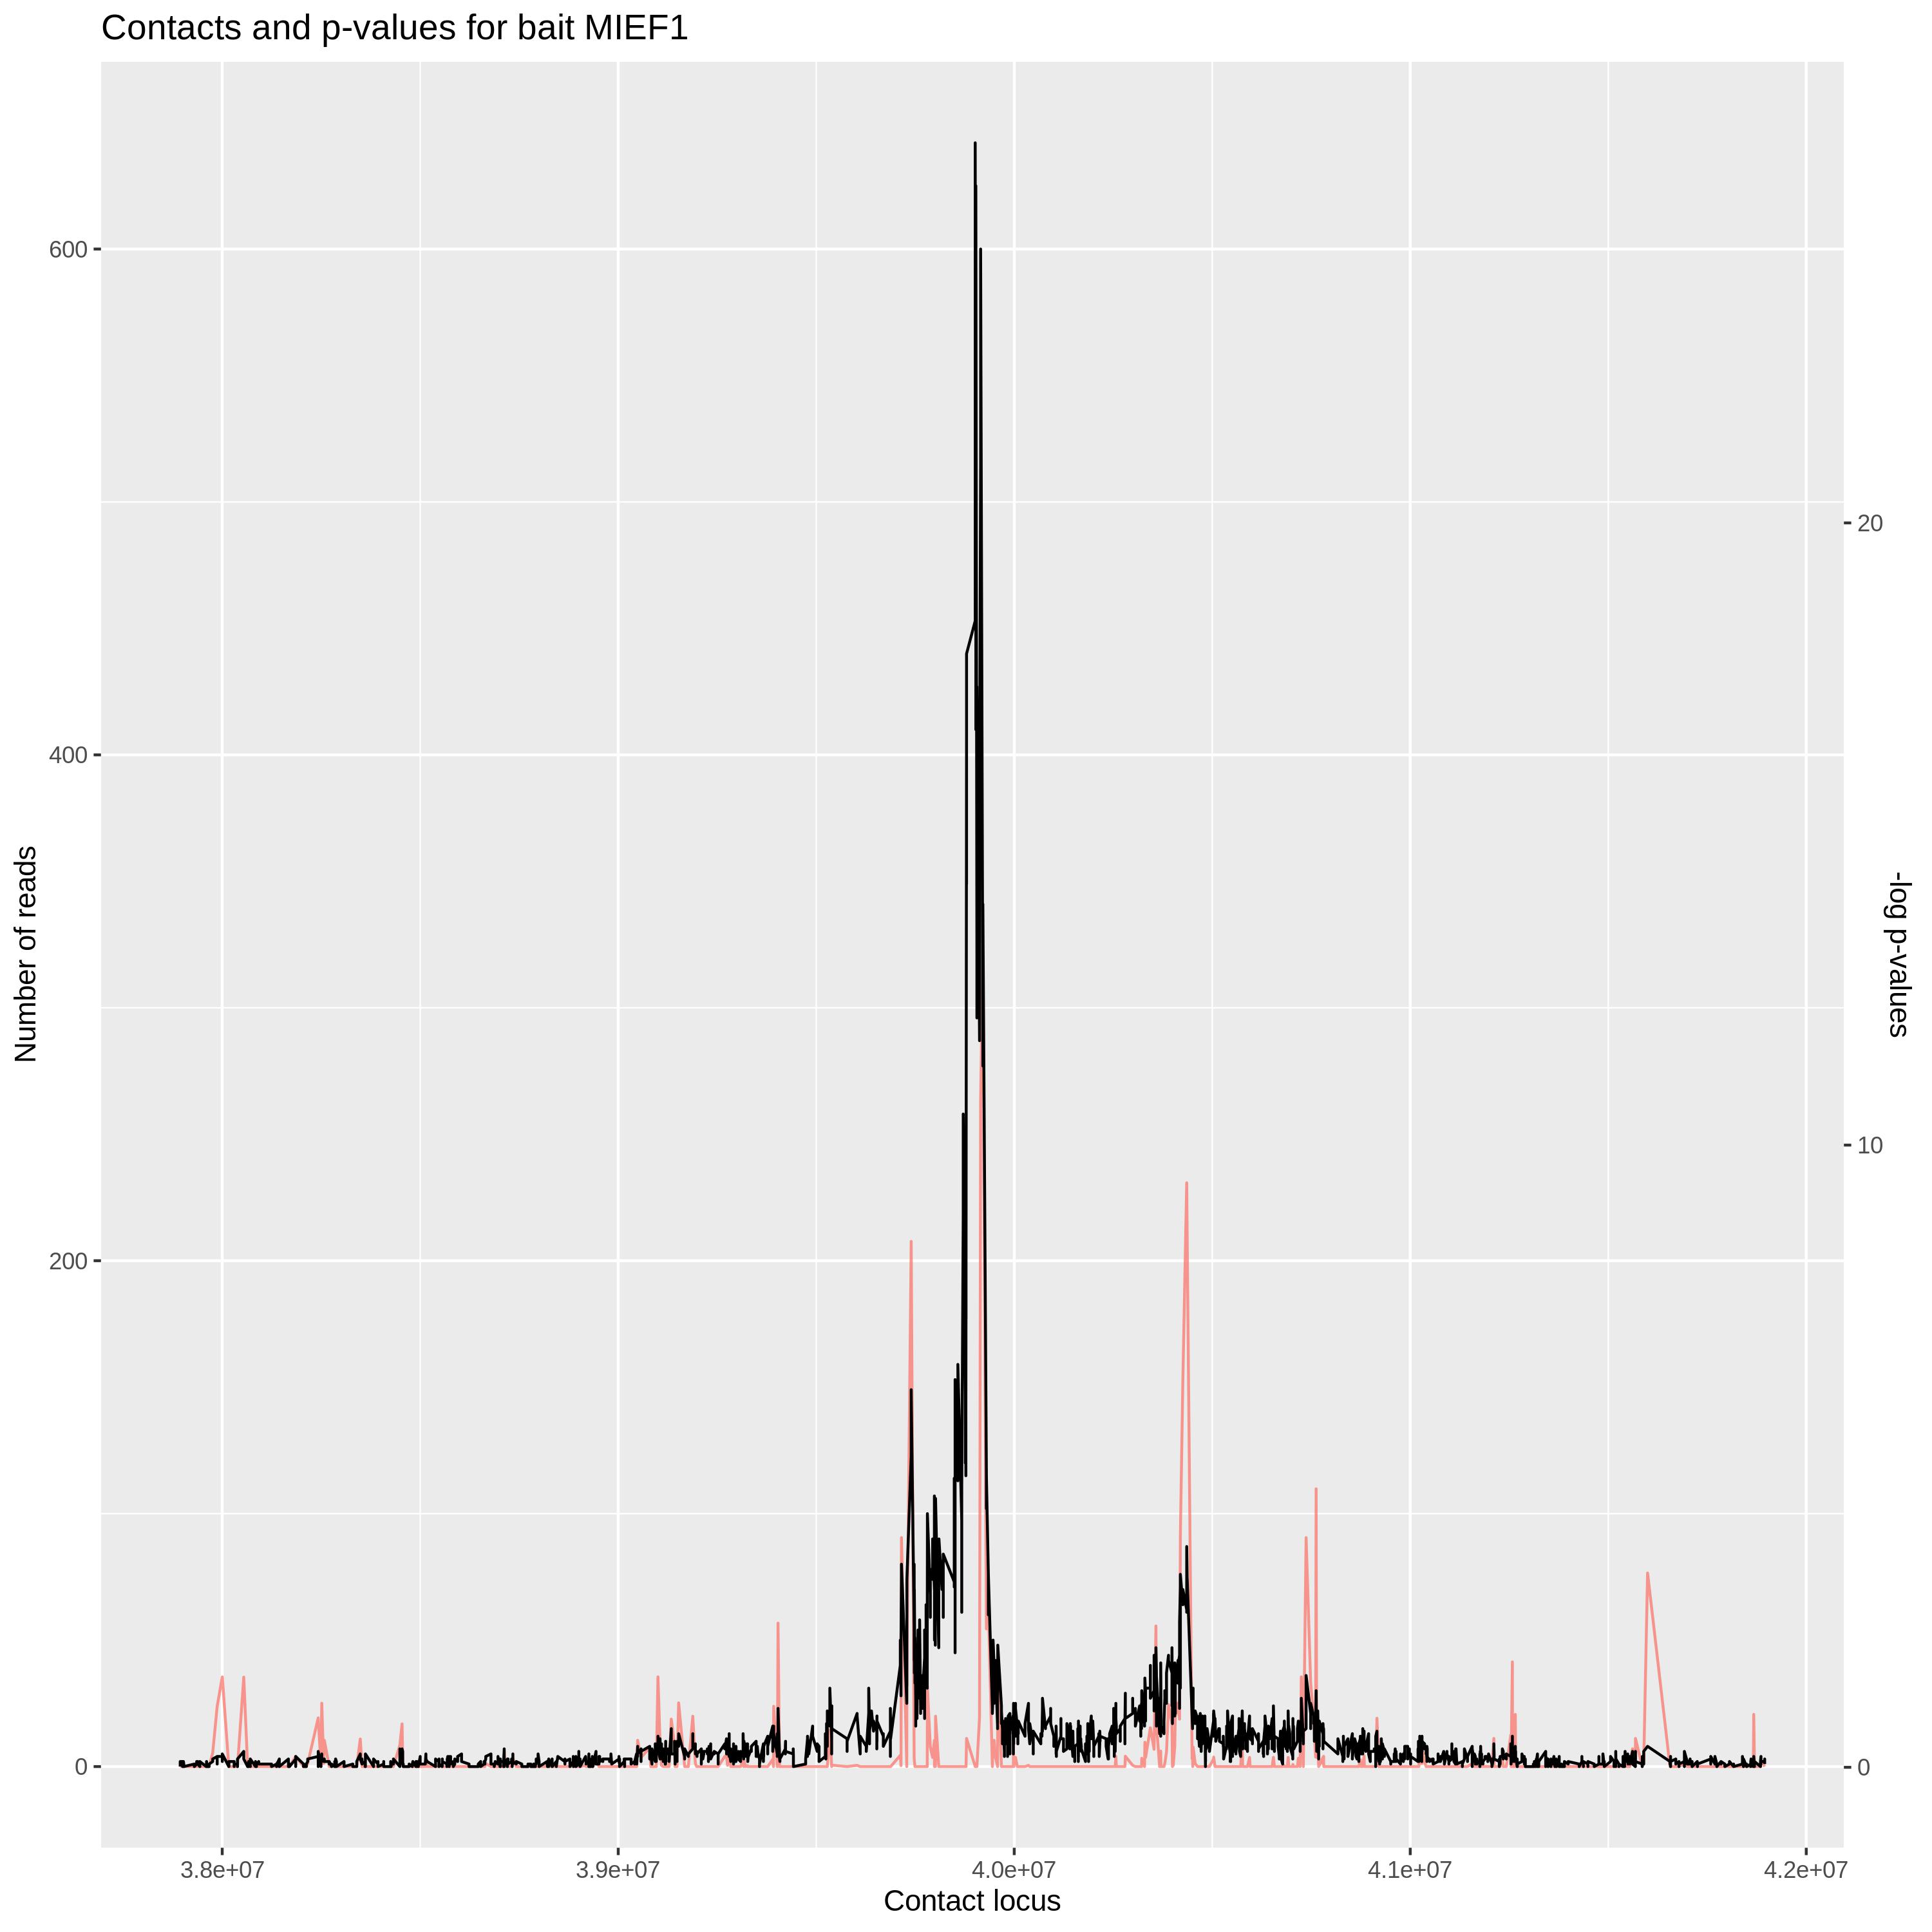 Contacts and p-values for bait MIEF1
600
400
200
0
Number of reads
20
10
0
-log p-values
3.8e+07
3.9e+07
4.0e+07
4.1e+07
4.2e+07
Contact locus